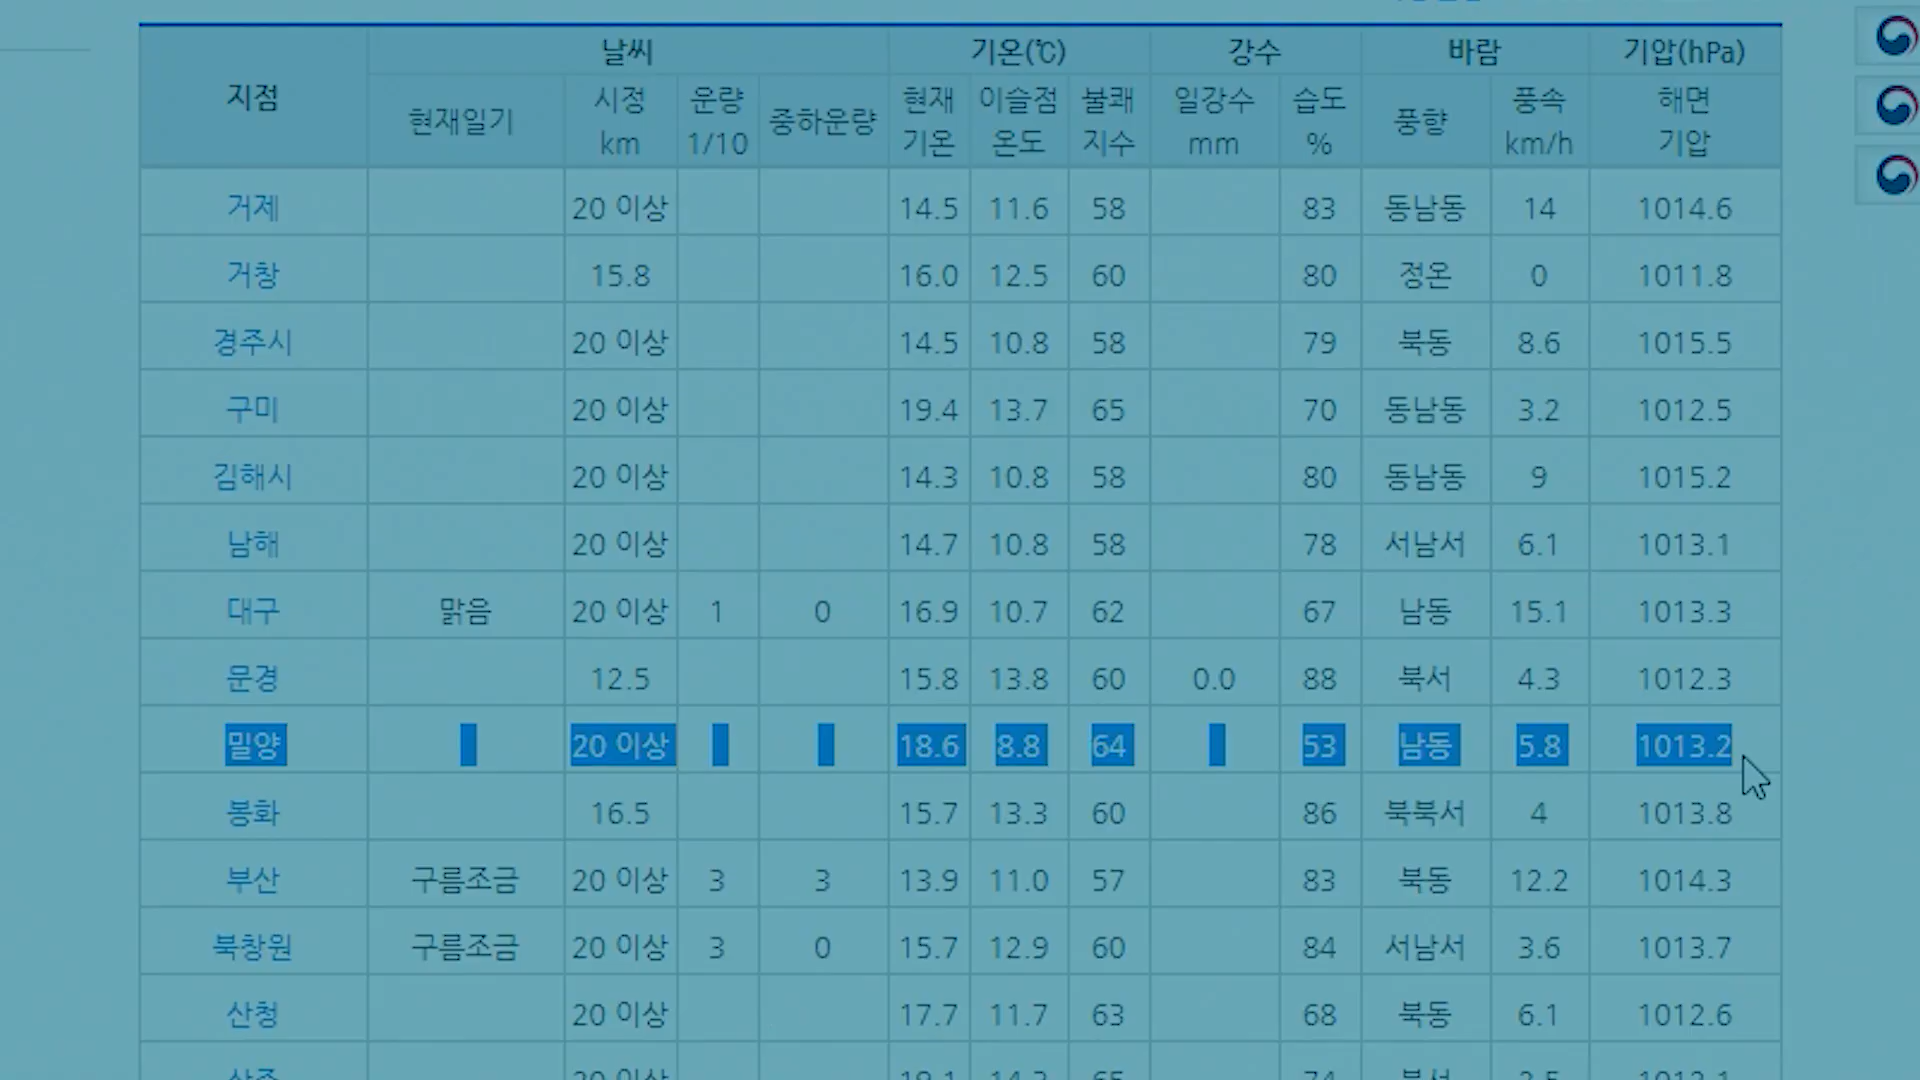 날씨 기온(℃) 강수 바람 기압(hPa)
지점 현재일기 시정 km 운량 1/10 중하운량 현재 기온 이슬점 온도 불쾌 지수 일강수 mm 습도 % 풍향 풍속 km/h 해면 기압
거제 20 이상 14.5 11.6 58 83 동남동 14 1014.6
거창 15.8 16.0 12.5 60 80 정온 0 1011.8
경주시 20 이상 14.5 10.8 58 79 북동 8.6 1015.5
구미 20 이상 19.4 13.7 65 70 동남동 3.2 1012.5
김해시 20 이상 14.3 10.8 58 80 동남동 9 1015.2
남해 20 이상 14.7 10.8 58 78 서남서 6.1 1013.1
대구 맑음 20 이상 1 0 16.9 10.7 62 67 남동 15.1 1013.3
문경 12.5 15.8 13.8 60 0.0 88 북서 4.3 1012.3
밀양 20 이상 18.6 8.8 64 53 남동 5.8 1013.2
봉화 16.5 15.7 13.3 60 86 북북서 4 1013.8
부산 구름조금 20 이상 3 3 13.9 11.0 57 83 북동 12.2 1014.3
북창원 구름조금 20 이상 3 0 15.7 12.9 60 84 서남서 3.6 1013.7
산청 20 이상 17.7 11.7 63 68 북동 6.1 1012.6